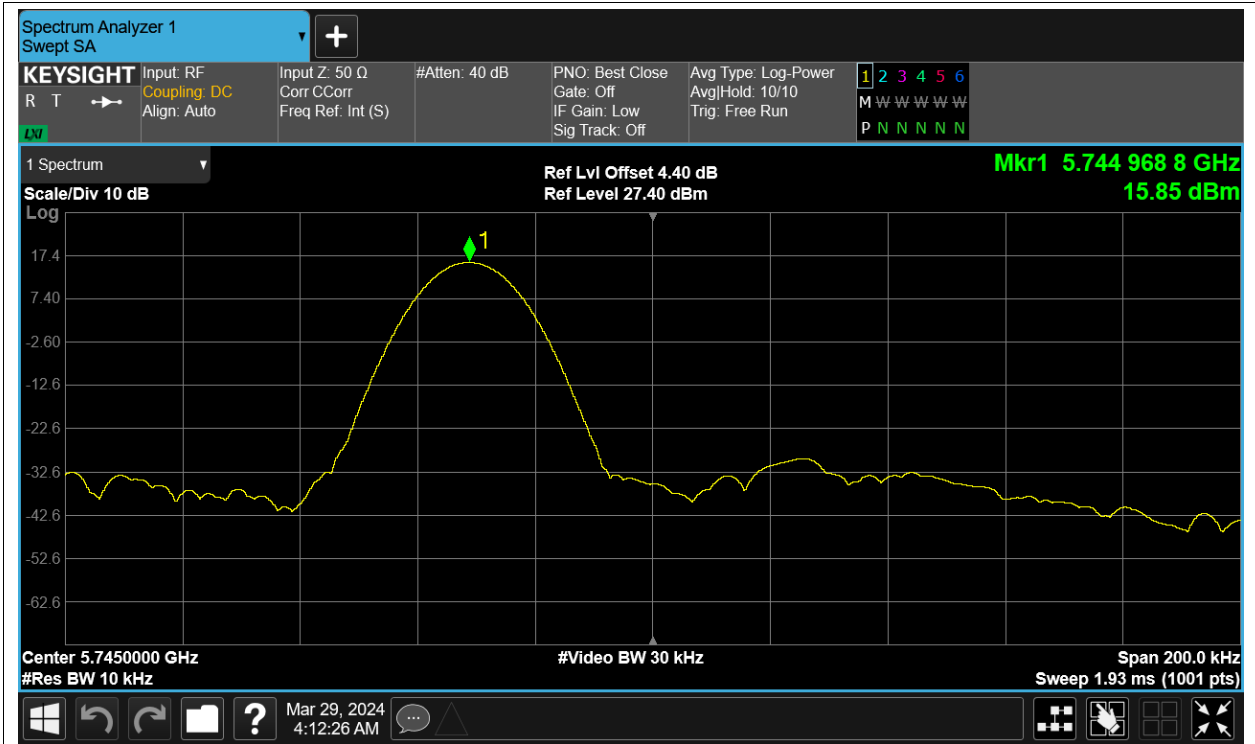 Spectrum Analyzer 1
Swept SA
KEYSIGHT
R T
LXI
Input: RF
Coupling: DC
Align: Auto
Input Z: 50 Ω
Corr CCorr
Freq Ref: Int (S)
#Atten: 40 dB
PNO: Best Close
Gate: Off
IF Gain: Low
Sig Track: Off
Avg Type: Log-Power
Avg|Hold: 10/10
Trig: Free Run
1 2 3 4 5 6
M W W W W W
P N N N N N
1 Spectrum
Scale/Div 10 dB
Log
Ref Lvl Offset 4.40 dB
Ref Level 27.40 dBm
Mkr1 5.744 968 8 GHz
15.85 dBm
1
17.4
7.40
-2.60
-12.6
-22.6
-32.6
-42.6
-52.6
-62.6
Center 5.7450000 GHz
#Res BW 10 kHz
#Video BW 30 kHz
Span 200.0 kHz
Sweep 1.93 ms (1001 pts)
?
Mar 29, 2024
4:12:26 AM